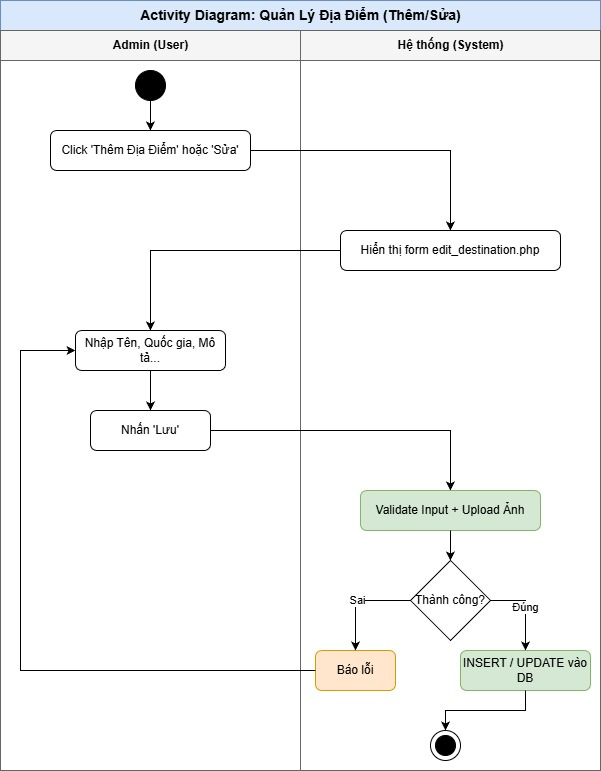 Activity Diagram: Quản Lý Địa Điểm (Thêm/Sửa)
Admin (User)
Hệ thống (System)
Click 'Thêm Địa Điểm' hoặc 'Sửa'
Hiển thị form edit_destination.php
Nhập Tên, Quốc gia, Mô
tả...
Nhấn 'Lưu'
Validate Input + Upload Ảnh
Thành công?
Sai
Đúng
Báo lỗi
INSERT / UPDATE vào
DB